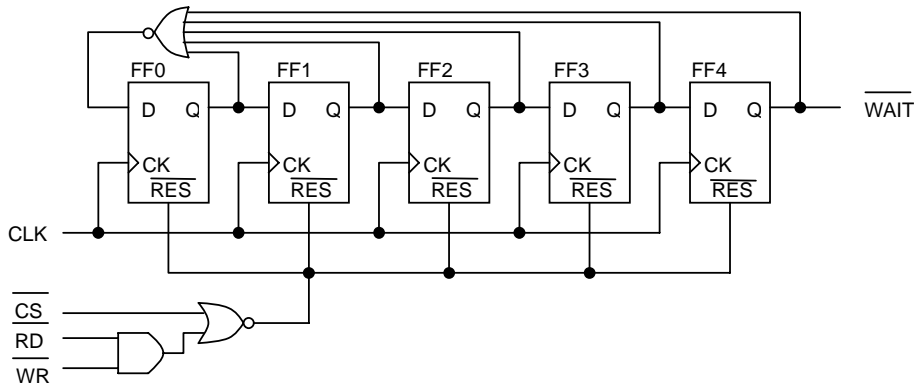 FF0 FF1 FF2 FF3 FF4
D Q D Q D Q D Q D Q WAIT
CK CK CK CK CK
RES RES RES RES RES
CLK
CS
RD
WR